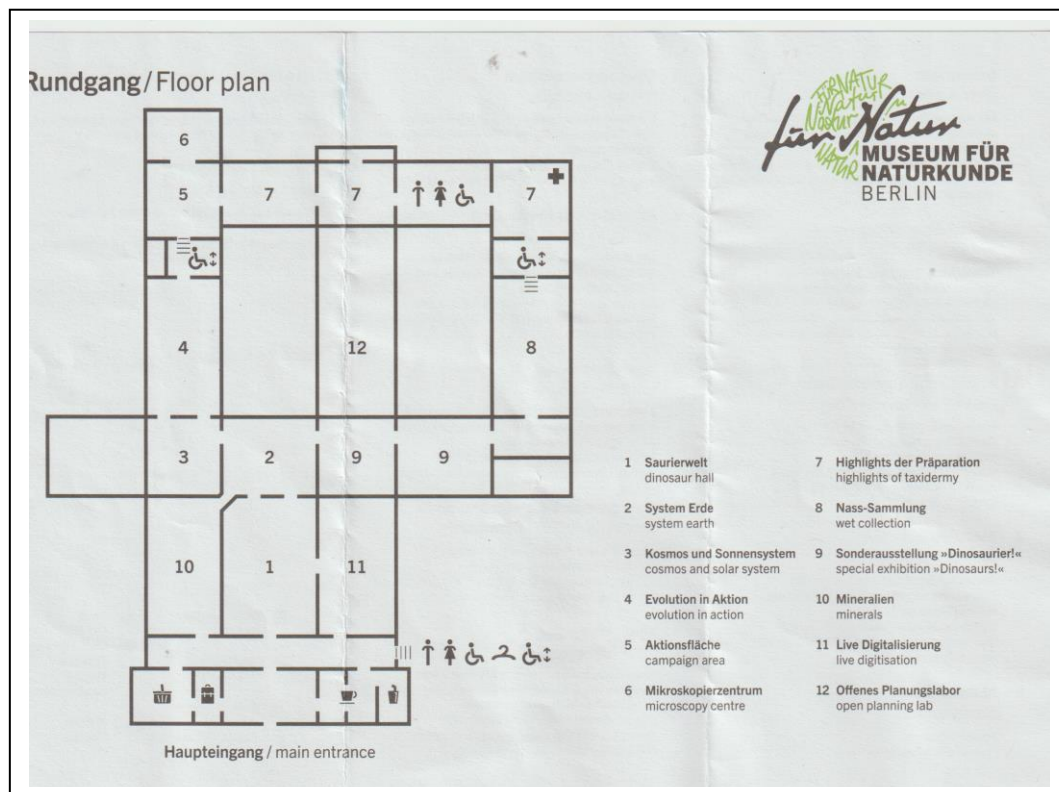 Rundgang / Floor plan
FÜRNATUR
Natur
Natur
NATUR
für Natur
MUSEUM FÜR
NATURKUNDE
BERLIN
6
5 7 7 7
4 12 8
3 2 9 9
10 1 11
Haupteingang / main entrance
1 Saurierwelt
dinosaur hall
2 System Erde
system earth
3 Kosmos und Sonnensystem
cosmos and solar system
4 Evolution in Aktion
evolution in action
5 Aktionsfläche
campaign area
6 Mikroskopierzentrum
microscopy centre
7 Highlights der Präparation
highlights of taxidermy
8 Nass-Sammlung
wet collection
9 Sonderausstellung »Dinosaurier!«
special exhibition »Dinosaurs!«
10 Mineralien
minerals
11 Live Digitalisierung
live digitisation
12 Offenes Planungslabor
open planning lab